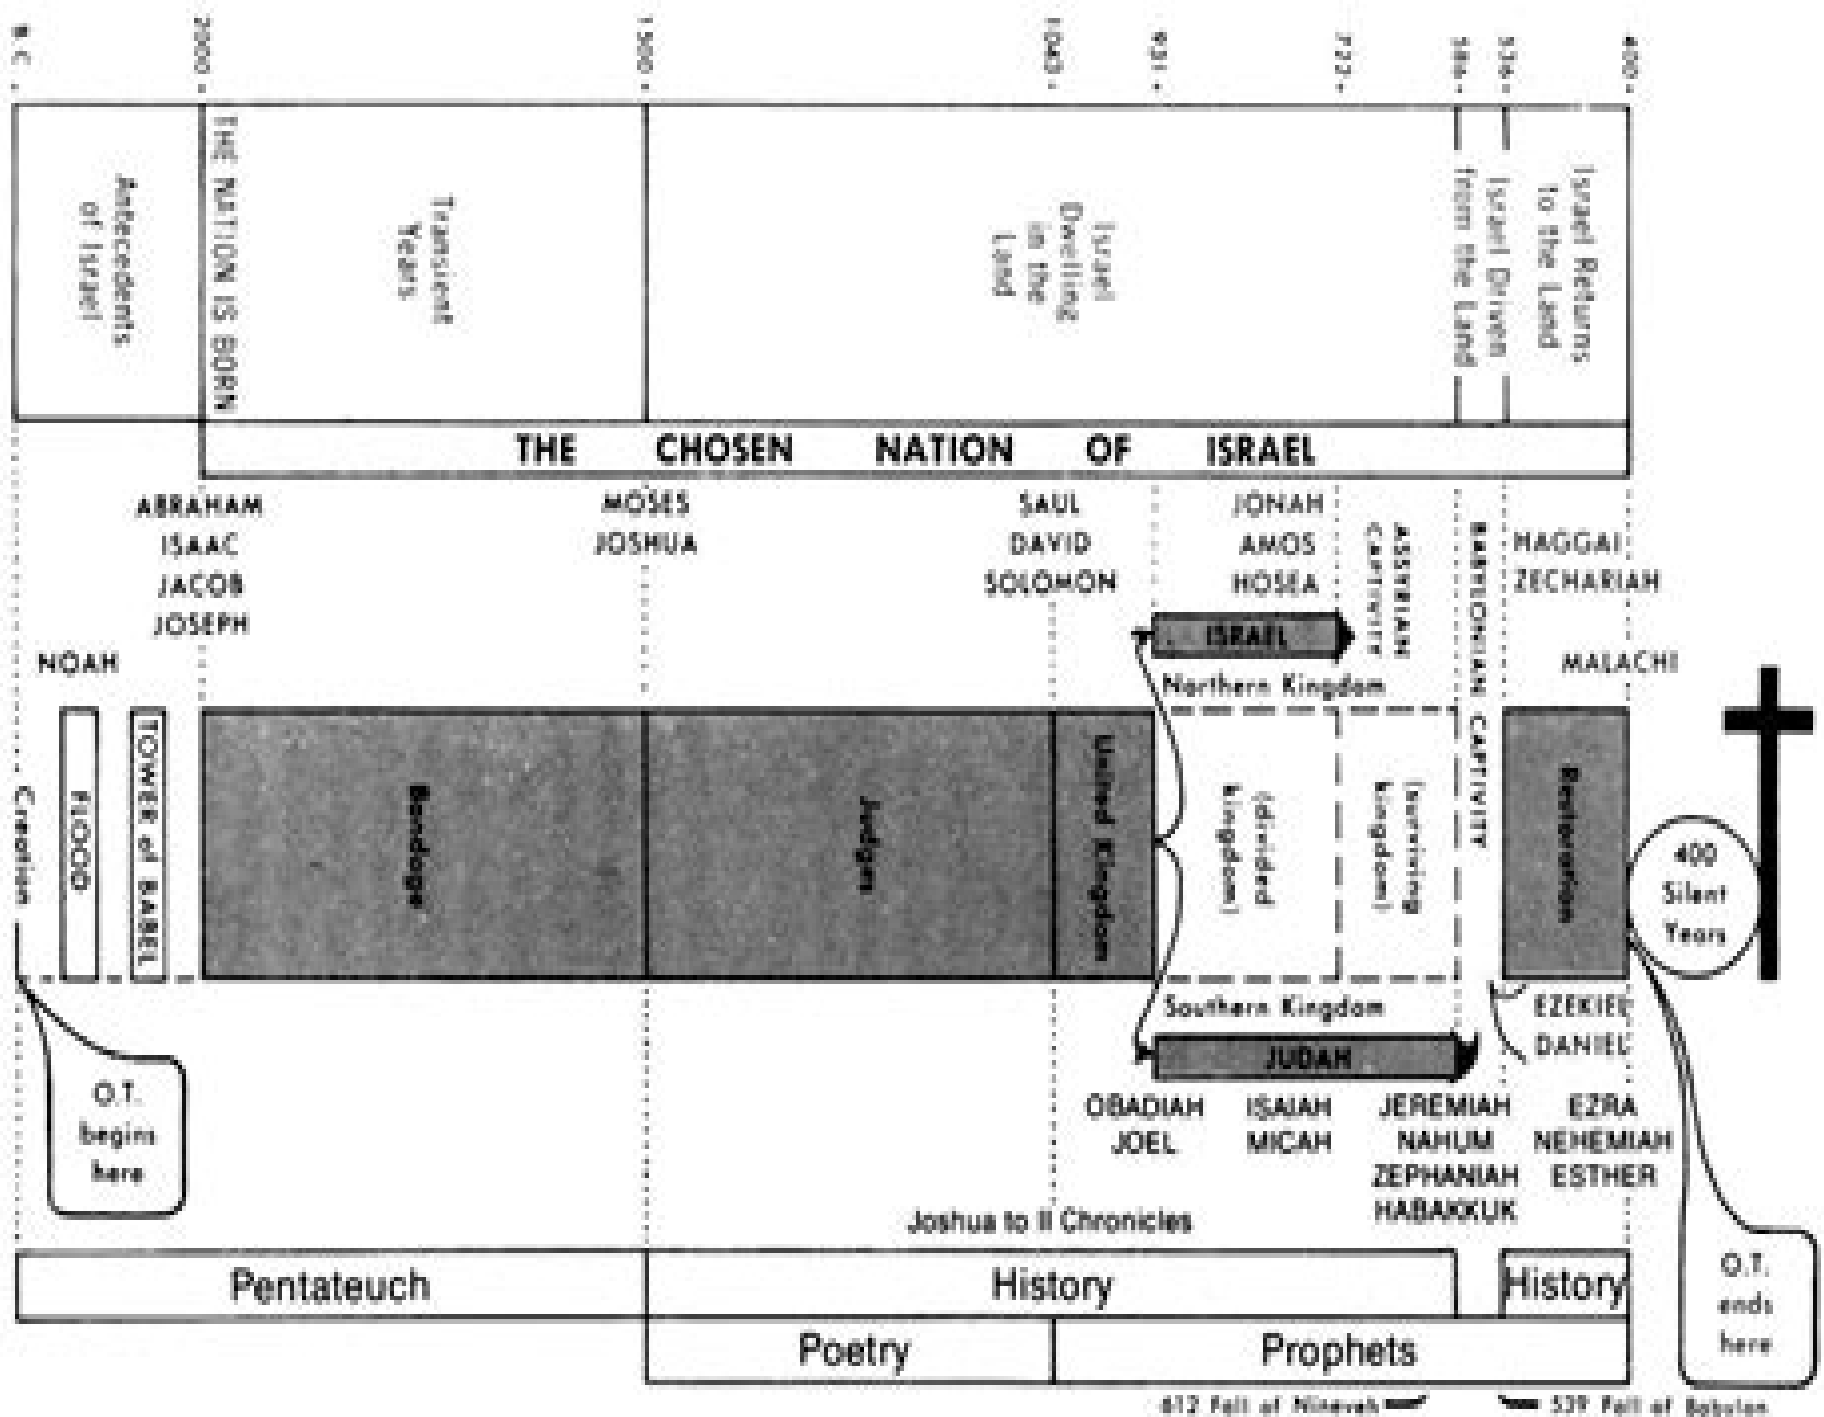 B.C.
2000
1500
1043
931
722
586
536
400
Antecedents
of Israel
THE NATION IS BORN
Transient
Years
Israel
Dwelling
in the
Land
Israel Driven
from the Land
Israel Returns
to the Land
THE CHOSEN NATION OF ISRAEL
ABRAHAM
ISAAC
JACOB
JOSEPH
MOSES
JOSHUA
SAUL
DAVID
SOLOMON
JONAH
AMOS
HOSEA
ASSYRIAN
CAPTIVITY
BABYLONIAN CAPTIVITY
HAGGAI
ZECHARIAH
ISRAEL
NOAH
Northern Kingdom
MALACHI
Creation
FLOOD
TOWER of BABEL
Bondage
Judges
United Kingdom
(divided
kingdom)
(surviving
kingdom)
Restoration
400
Silent
Years
Southern Kingdom
EZEKIEL
DANIEL
JUDAH
O.T.
begins
here
OBADIAH
JOEL
ISAIAH
MICAH
JEREMIAH
NAHUM
ZEPHANIAH
HABAKKUK
EZRA
NEHEMIAH
ESTHER
Joshua to II Chronicles
Pentateuch
History
History
Poetry
Prophets
O.T.
ends
here
612 Fall of Nineveh
539 Fall of Babylon